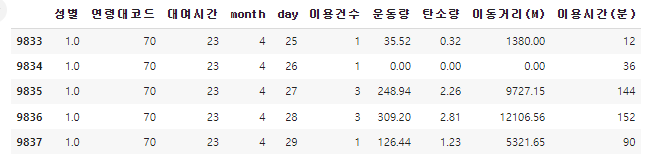 성별 연령대코드 대여시간 month day 이용건수 운동량 탄소량 이동거리(M) 이용시간(분)
9833 1.0 70 23 4 25 1 35.52 0.32 1380.00 12
9834 1.0 70 23 4 26 1 0.00 0.00 0.00 36
9835 1.0 70 23 4 27 3 248.94 2.26 9727.15 144
9836 1.0 70 23 4 28 3 309.20 2.81 12106.56 152
9837 1.0 70 23 4 29 1 126.44 1.23 5321.65 90